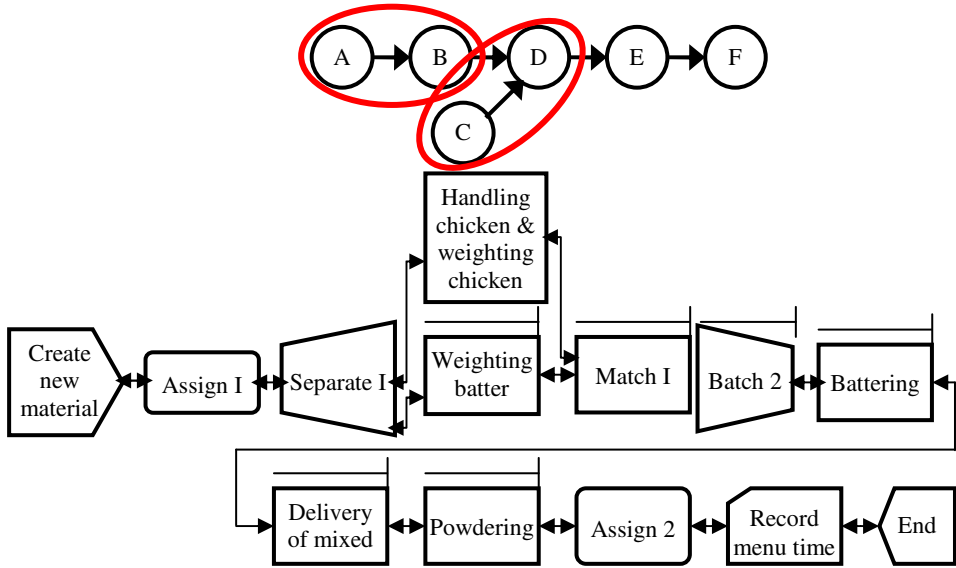 A
B
D
E
F
C
Handling
chicken &
weighting
chicken
Create
new
material
Assign I
Separate I
Weighting
batter
Match I
Batch 2
Battering
Delivery
of mixed
Powdering
Assign 2
Record
menu time
End